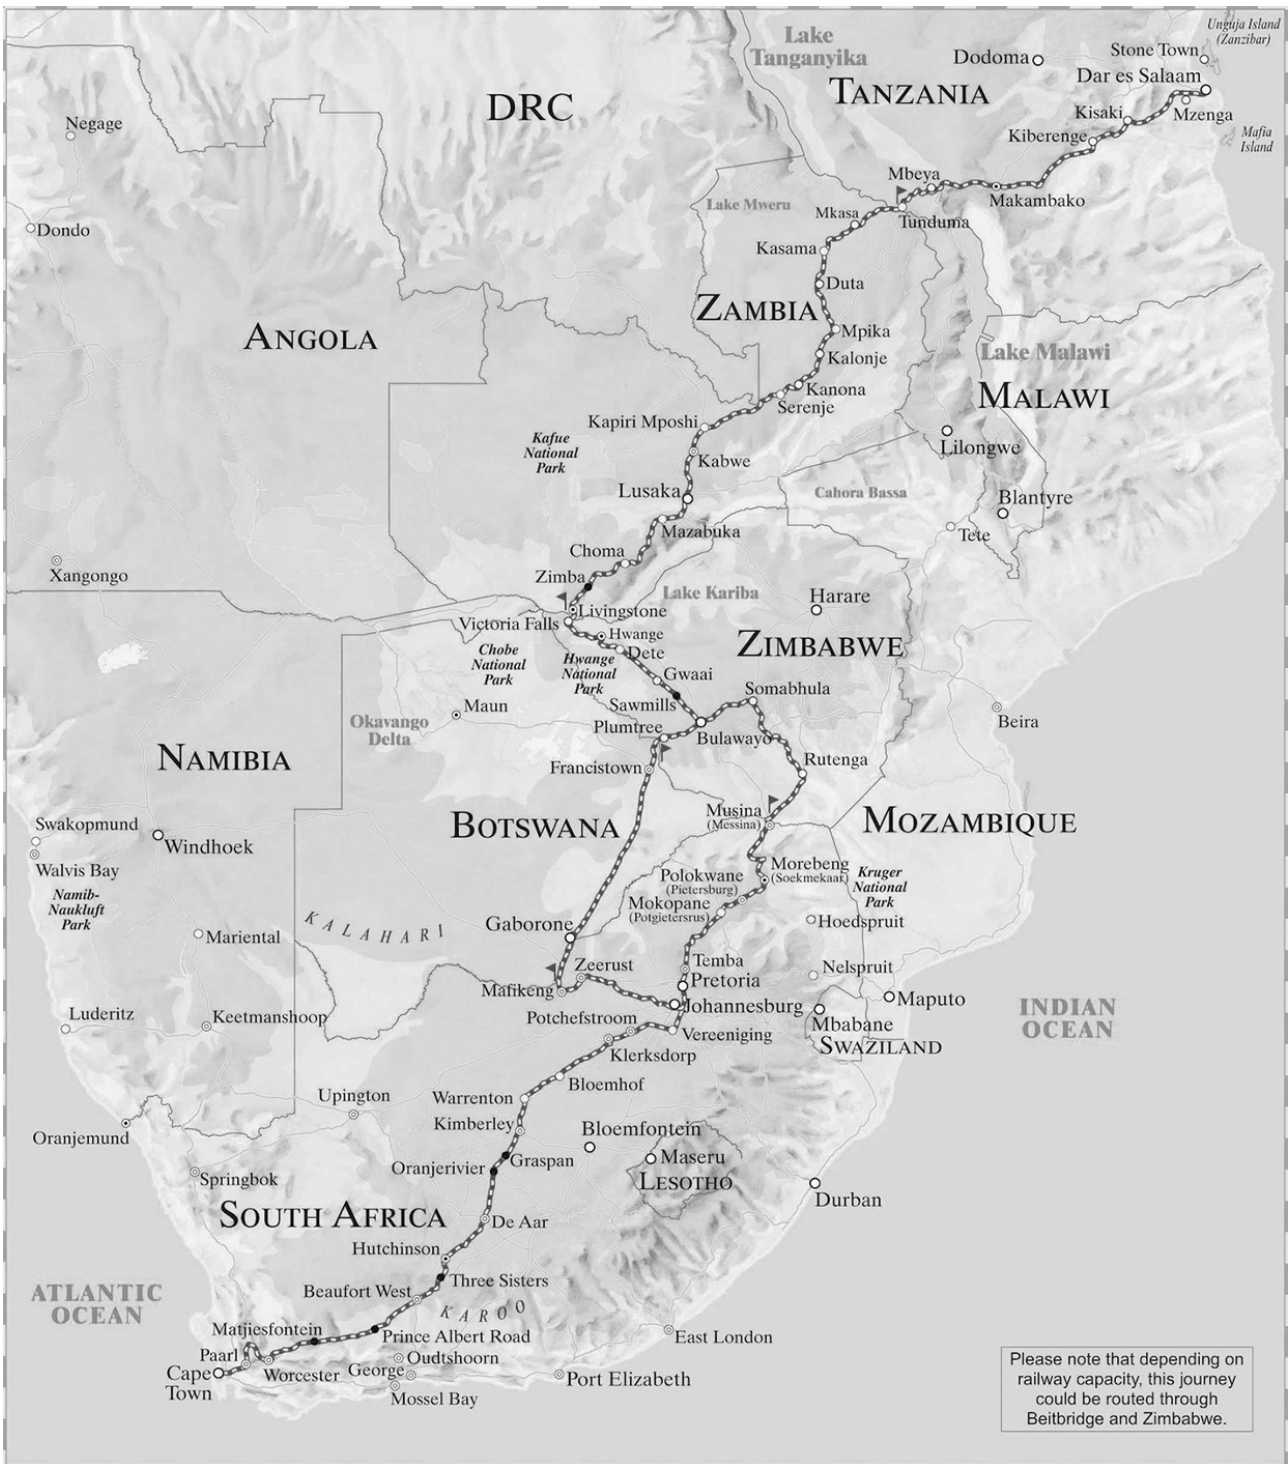 Unguja Island
(Zanzibar)
Lake
Tanganyika
Dodoma
Stone Town
Dar es Salaam
TANZANIA
DRC
Kisaki
Mzenga
Negage
Kiberenge
Mafia
Island
Mbeya
Makambako
Lake Mweru
Mkasa
Tunduma
Dondo
Kasama
Duta
ZAMBIA
Mpika
ANGOLA
Kalonje
Lake Malawi
Kanona
MALAWI
Serenje
Kapiri Mposhi
Kafue
National
Park
Kabwe
Lilongwe
Lusaka
Cahora Bassa
Blantyre
Mazabuka
Tete
Choma
Xangongo
Zimba
Lake Kariba
Harare
Livingstone
Victoria Falls
Hwange
ZIMBABWE
Chobe
National
Park
Dete
Hwange
National
Park
Gwaai
Somabhula
Sawmills
Maun
Okavango
Delta
Plumtree
Bulawayo
Beira
NAMIBIA
Francistown
Rutenga
Musina
(Messina)
Swakopmund
BOTSWANA
MOZAMBIQUE
Windhoek
Walvis Bay
Morebeng
(Soekmekaar)
Kruger
National
Park
Polokwane
(Pietersburg)
Namib-
Naukluft
Park
Mokopane
(Potgietersrus)
KALAHARI
Gaborone
Hoedspruit
Mariental
Zeerust
Temba
Nelspruit
Pretoria
Mafikeng
Johannesburg
Maputo
INDIAN
OCEAN
Luderitz
Keetmanshoop
Potchefstroom
Mbabane
Vereeniging
SWAZILAND
Klerksdorp
Bloemhof
Upington
Warrenton
Kimberley
Bloemfontein
Oranjemund
Graspan
Maseru
Oranjerivier
LESOTHO
Springbok
Durban
SOUTH AFRICA
De Aar
Hutchinson
Three Sisters
ATLANTIC
OCEAN
Beaufort West
KAROO
Matjiesfontein
Prince Albert Road
East London
Paarl
Oudtshoorn
Cape
Town
Worcester
George
Port Elizabeth
Mossel Bay
Please note that depending on
railway capacity, this journey
could be routed through
Beitbridge and Zimbabwe.